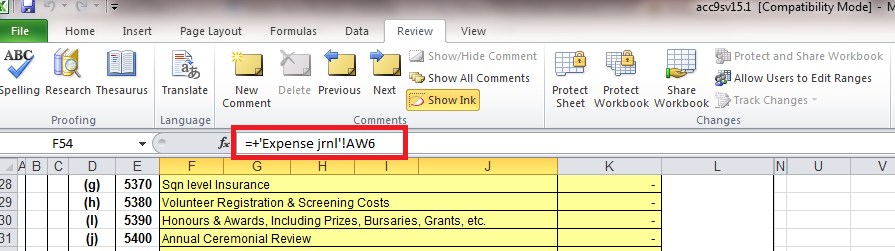 acc9sv15.1 [Compatibility Mode] - M
File Home Insert Page Layout Formulas Data Review View
ABC
Spelling Research Thesaurus
Proofing
Translate
Language
New Comment Delete Previous Next
Show/Hide Comment
Show All Comments
Show Ink
Comments
Protect Sheet Protect Workbook Share Workbook
Protect and Share Workbook
Allow Users to Edit Ranges
Track Changes
Changes
F54 fx =+'Expense jrnl'!AW6
A B C D E F G H I J K L N U V
28 (g) 5370 Sqn level Insurance -
29 (h) 5380 Volunteer Registration & Screening Costs -
30 (I) 5390 Honours & Awards, Including Prizes, Bursaries, Grants, etc. -
31 (j) 5400 Annual Ceremonial Review -